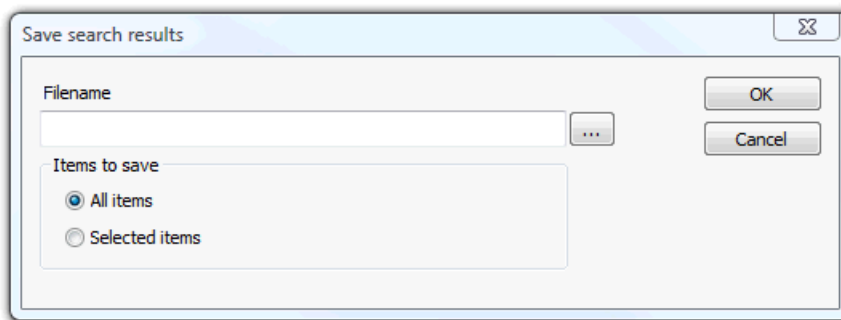 Save search results
Filename
OK
...
Cancel
Items to save
All items
Selected items